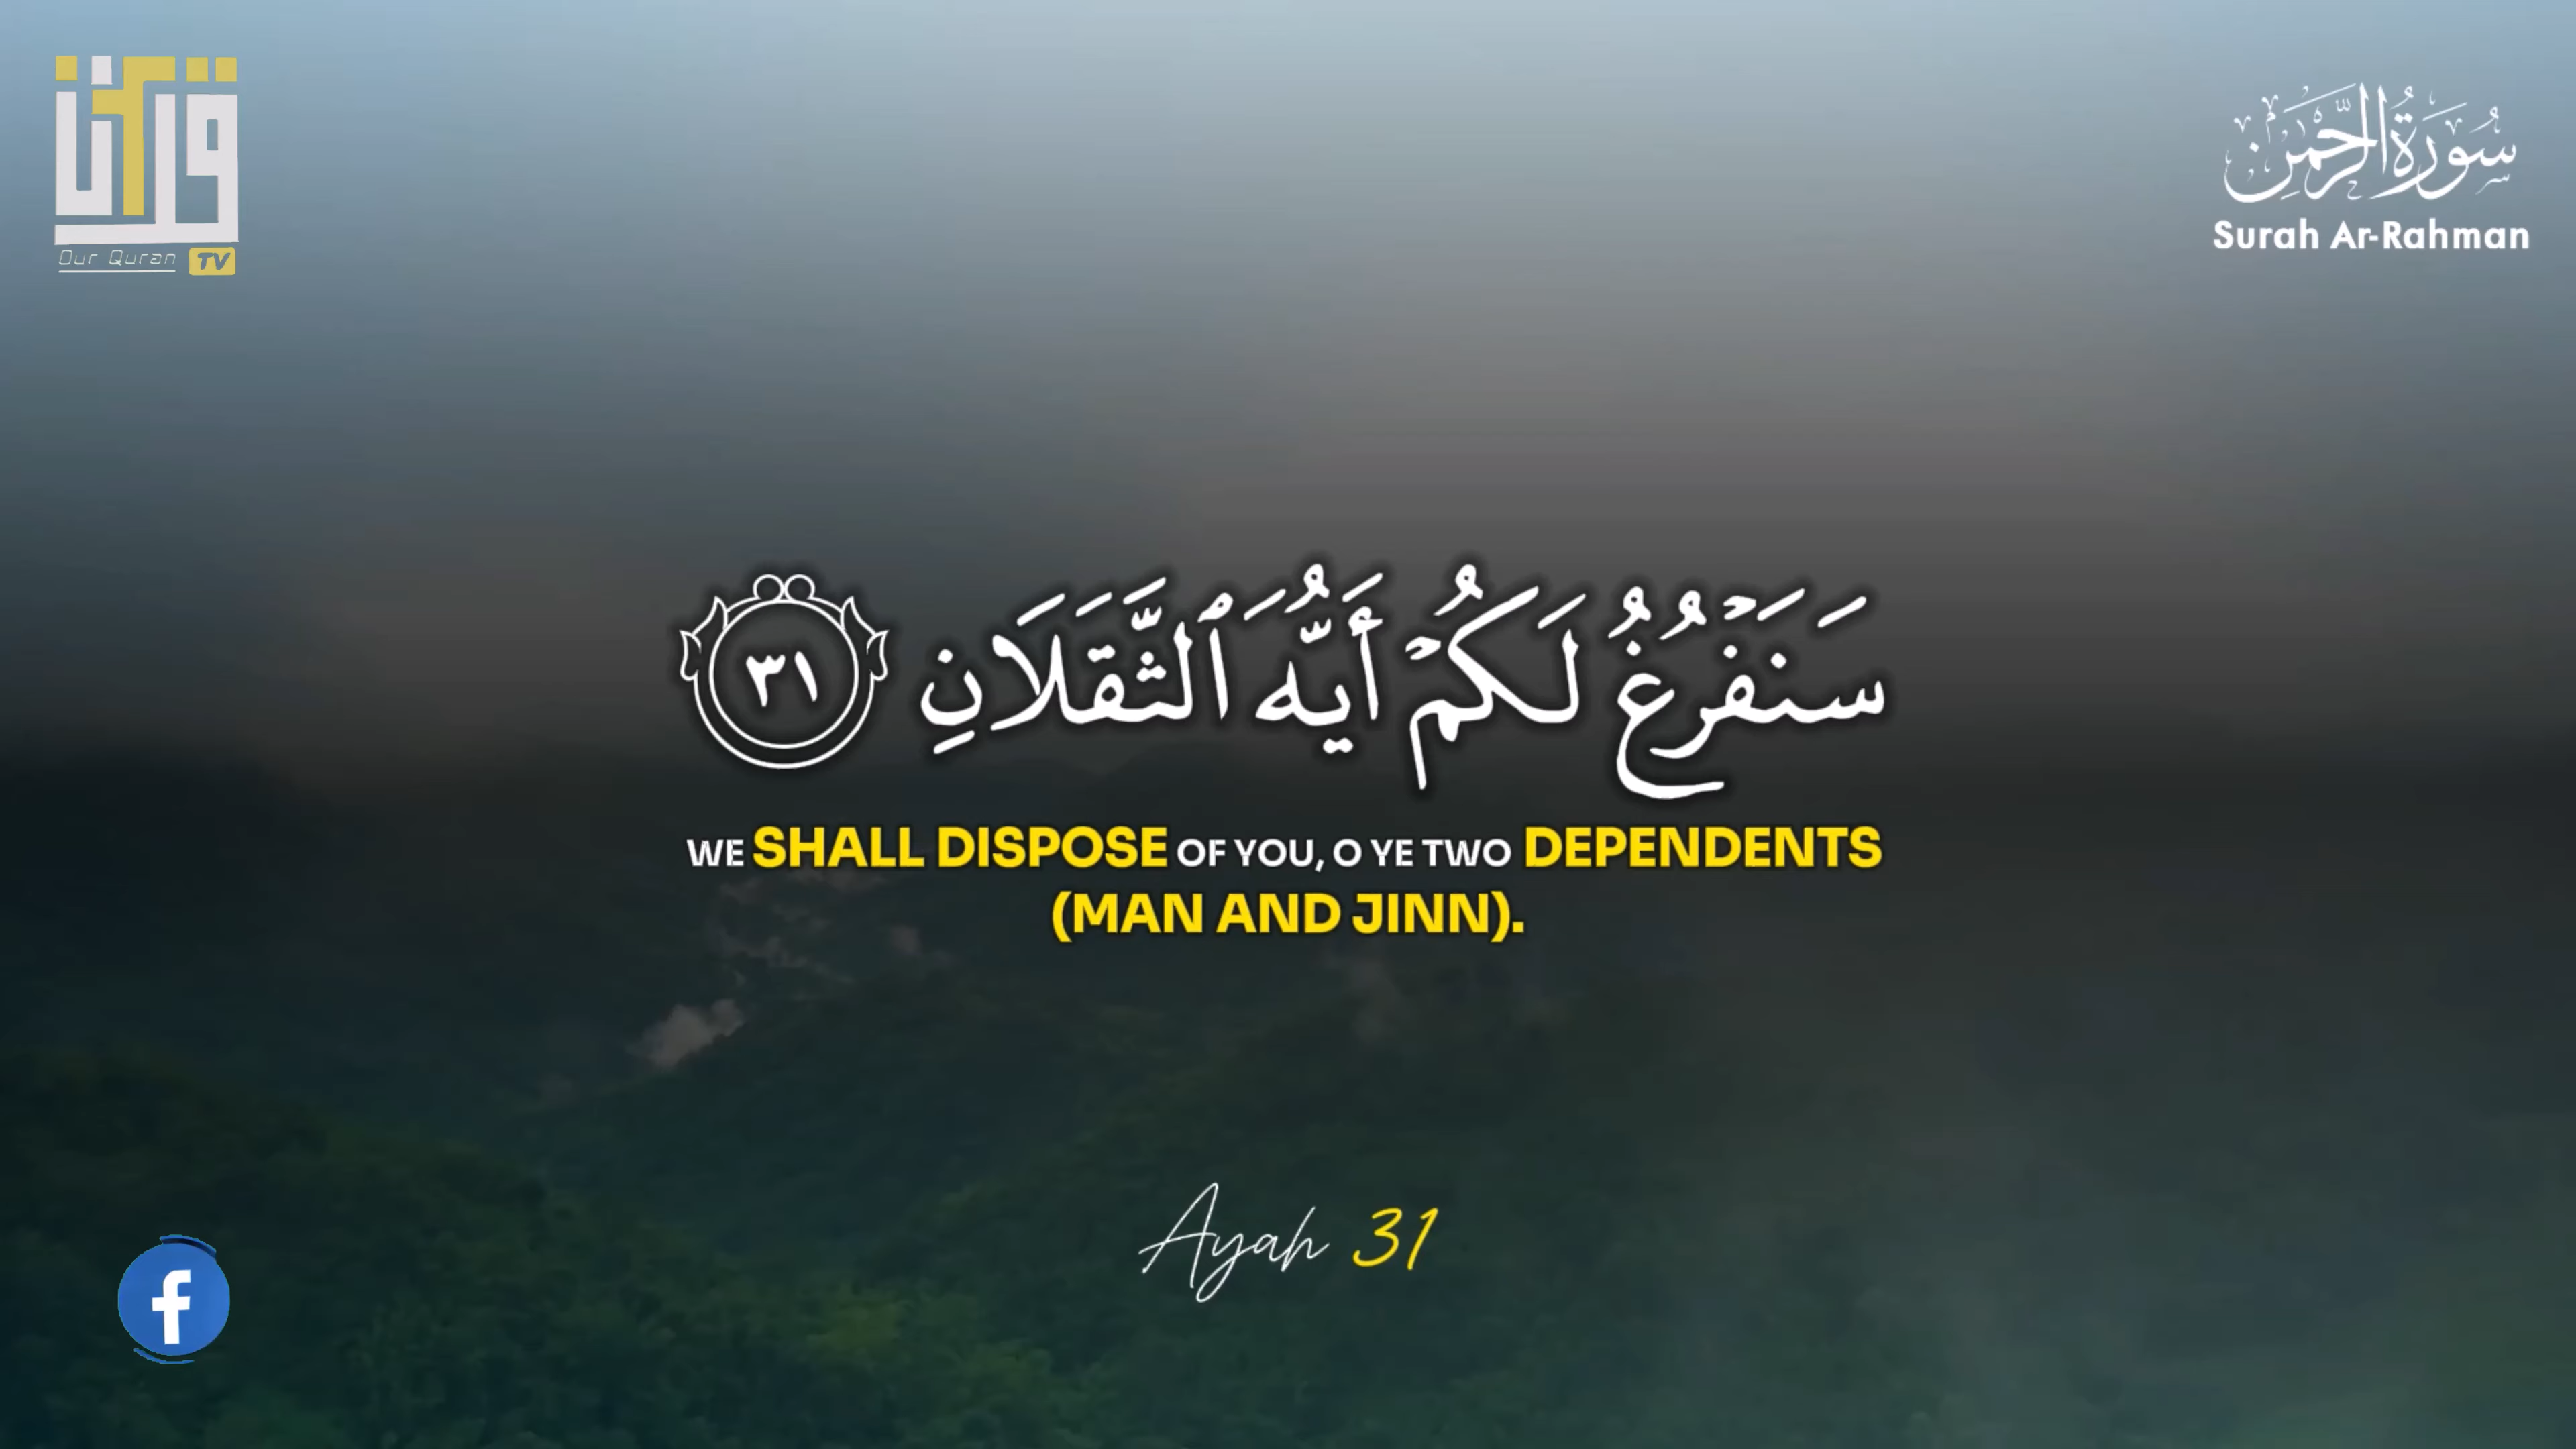 قرآننا
Our Quran TV
سُورَةُ الرَّحْمَٰن
Surah Ar-Rahman
سَنَفْرُغُ لَكُمْ أَيُّهَ ٱلثَّقَلَانِ ٣١
WE SHALL DISPOSE OF YOU, O YE TWO DEPENDENTS
(MAN AND JINN).
Ayah 31
f